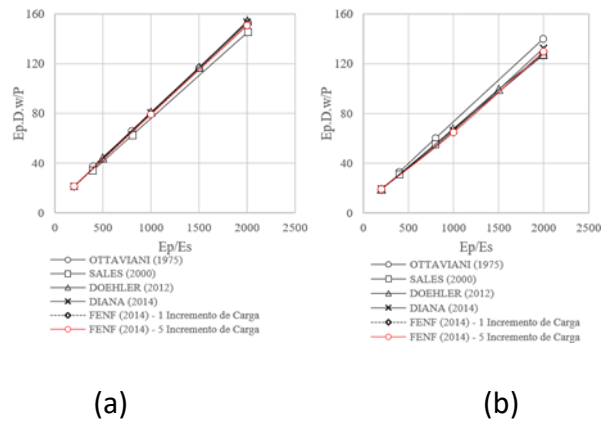 160
120
80
40
0
0 500 1000 1500 2000 2500
Ep.D.w/P
Ep/Es
OTTAVIANI (1975)
SALES (2000)
DOEHLER (2012)
DIANA (2014)
FENF (2014) - 1 Incremento de Carga
FENF (2014) - 5 Incremento de Carga
(a)
160
120
80
40
0
0 500 1000 1500 2000 2500
Ep.D.w/P
Ep/Es
OTTAVIANI (1975)
SALES (2000)
DOEHLER (2012)
DIANA (2014)
FENF (2014) - 1 Incremento de Carga
FENF (2014) - 5 Incremento de Carga
(b)